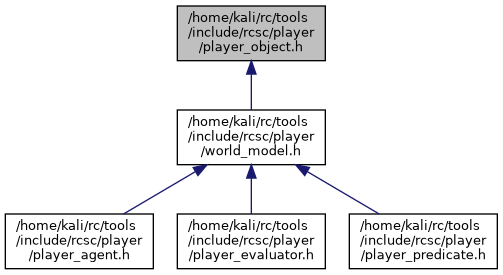 /home/kali/rc/tools
/include/rcsc/player
/player_object.h
/home/kali/rc/tools
/include/rcsc/player
/world_model.h
/home/kali/rc/tools
/include/rcsc/player
/player_agent.h
/home/kali/rc/tools
/include/rcsc/player
/player_evaluator.h
/home/kali/rc/tools
/include/rcsc/player
/player_predicate.h